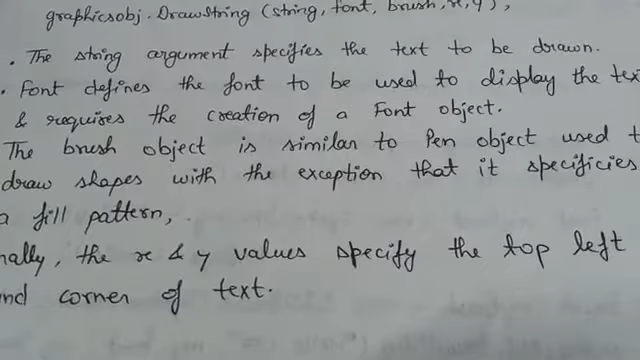 graphicsobj.DrawString (string, font, brush, x, y),
. The string argument specifies the text to be drawn.
. Font defines the font to be used to display the tex
& requires the creation of a Font object.
The brush object is similar to Pen object used t
draw shapes with the exception that it specificies
a fill pattern,.
nally, the x & y values specify the top left
nd corner of text.